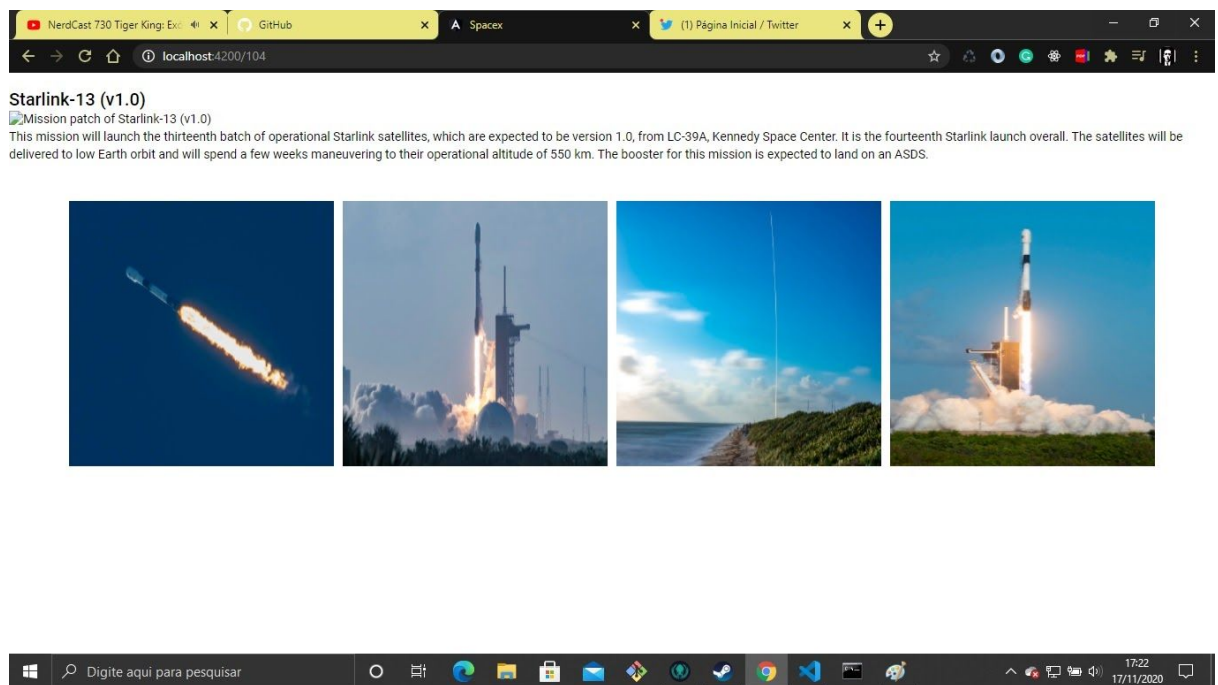 NerdCast 730 Tiger King: Exc
GitHub
Spacex
(1) Página Inicial / Twitter
localhost:4200/104
Starlink-13 (v1.0)
Mission patch of Starlink-13 (v1.0)
This mission will launch the thirteenth batch of operational Starlink satellites, which are expected to be version 1.0, from LC-39A, Kennedy Space Center. It is the fourteenth Starlink launch overall. The satellites will be
delivered to low Earth orbit and will spend a few weeks maneuvering to their operational altitude of 550 km. The booster for this mission is expected to land on an ASDS.
Digite aqui para pesquisar
17:22
17/11/2020